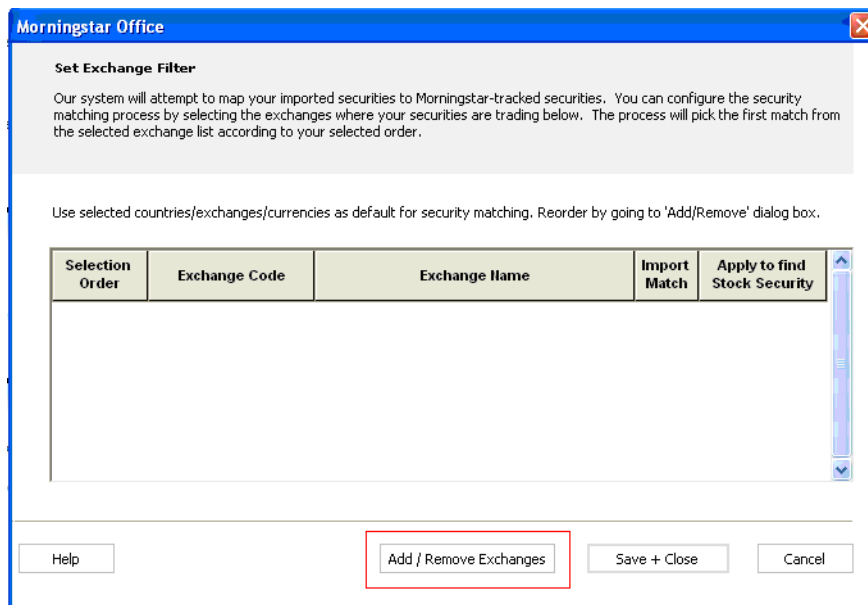 Morningstar Office
Set Exchange Filter
Our system will attempt to map your imported securities to Morningstar-tracked securities.  You can configure the security
matching process by selecting the exchanges where your securities are trading below.  The process will pick the first match from
the selected exchange list according to your selected order.
Use selected countries/exchanges/currencies as default for security matching. Reorder by going to 'Add/Remove' dialog box.
Selection Order Exchange Code Exchange Name Import Match Apply to find Stock Security
Help Add / Remove Exchanges Save + Close Cancel